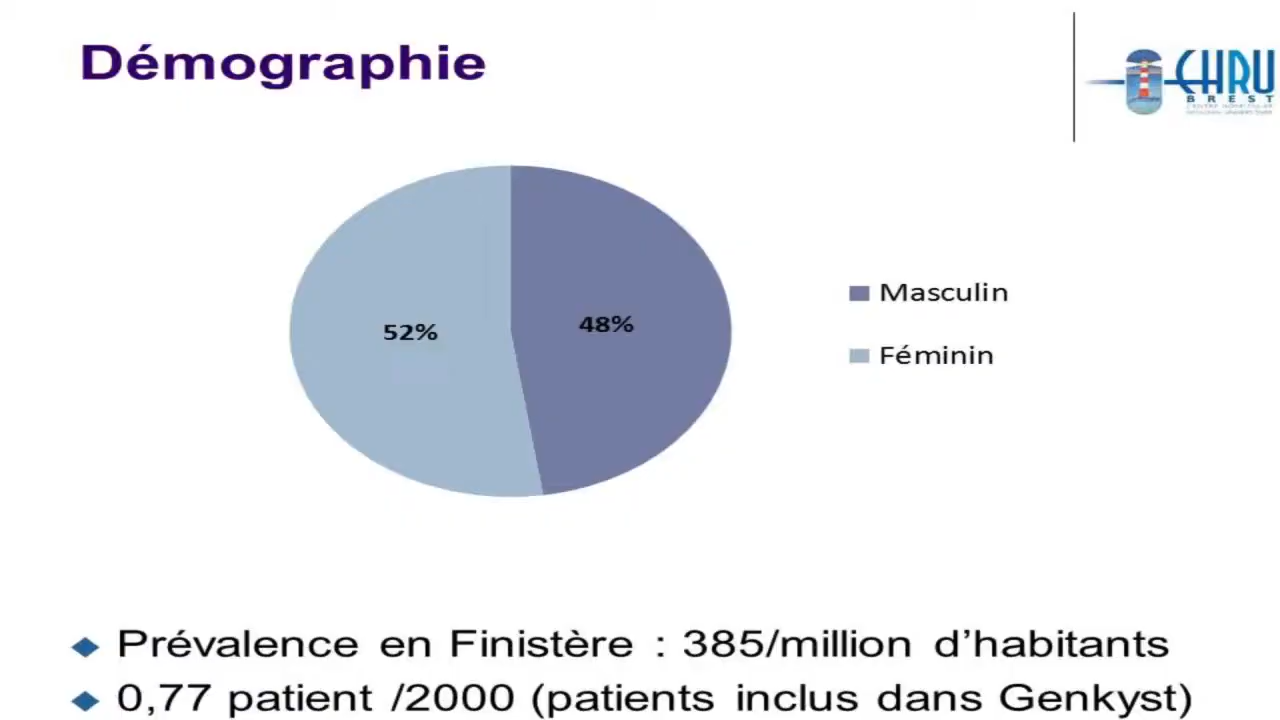 Démographie
CHRU
BREST
52%
48%
Masculin
Féminin
Prévalence en Finistère : 385/million d’habitants
0,77 patient /2000 (patients inclus dans Genkyst)